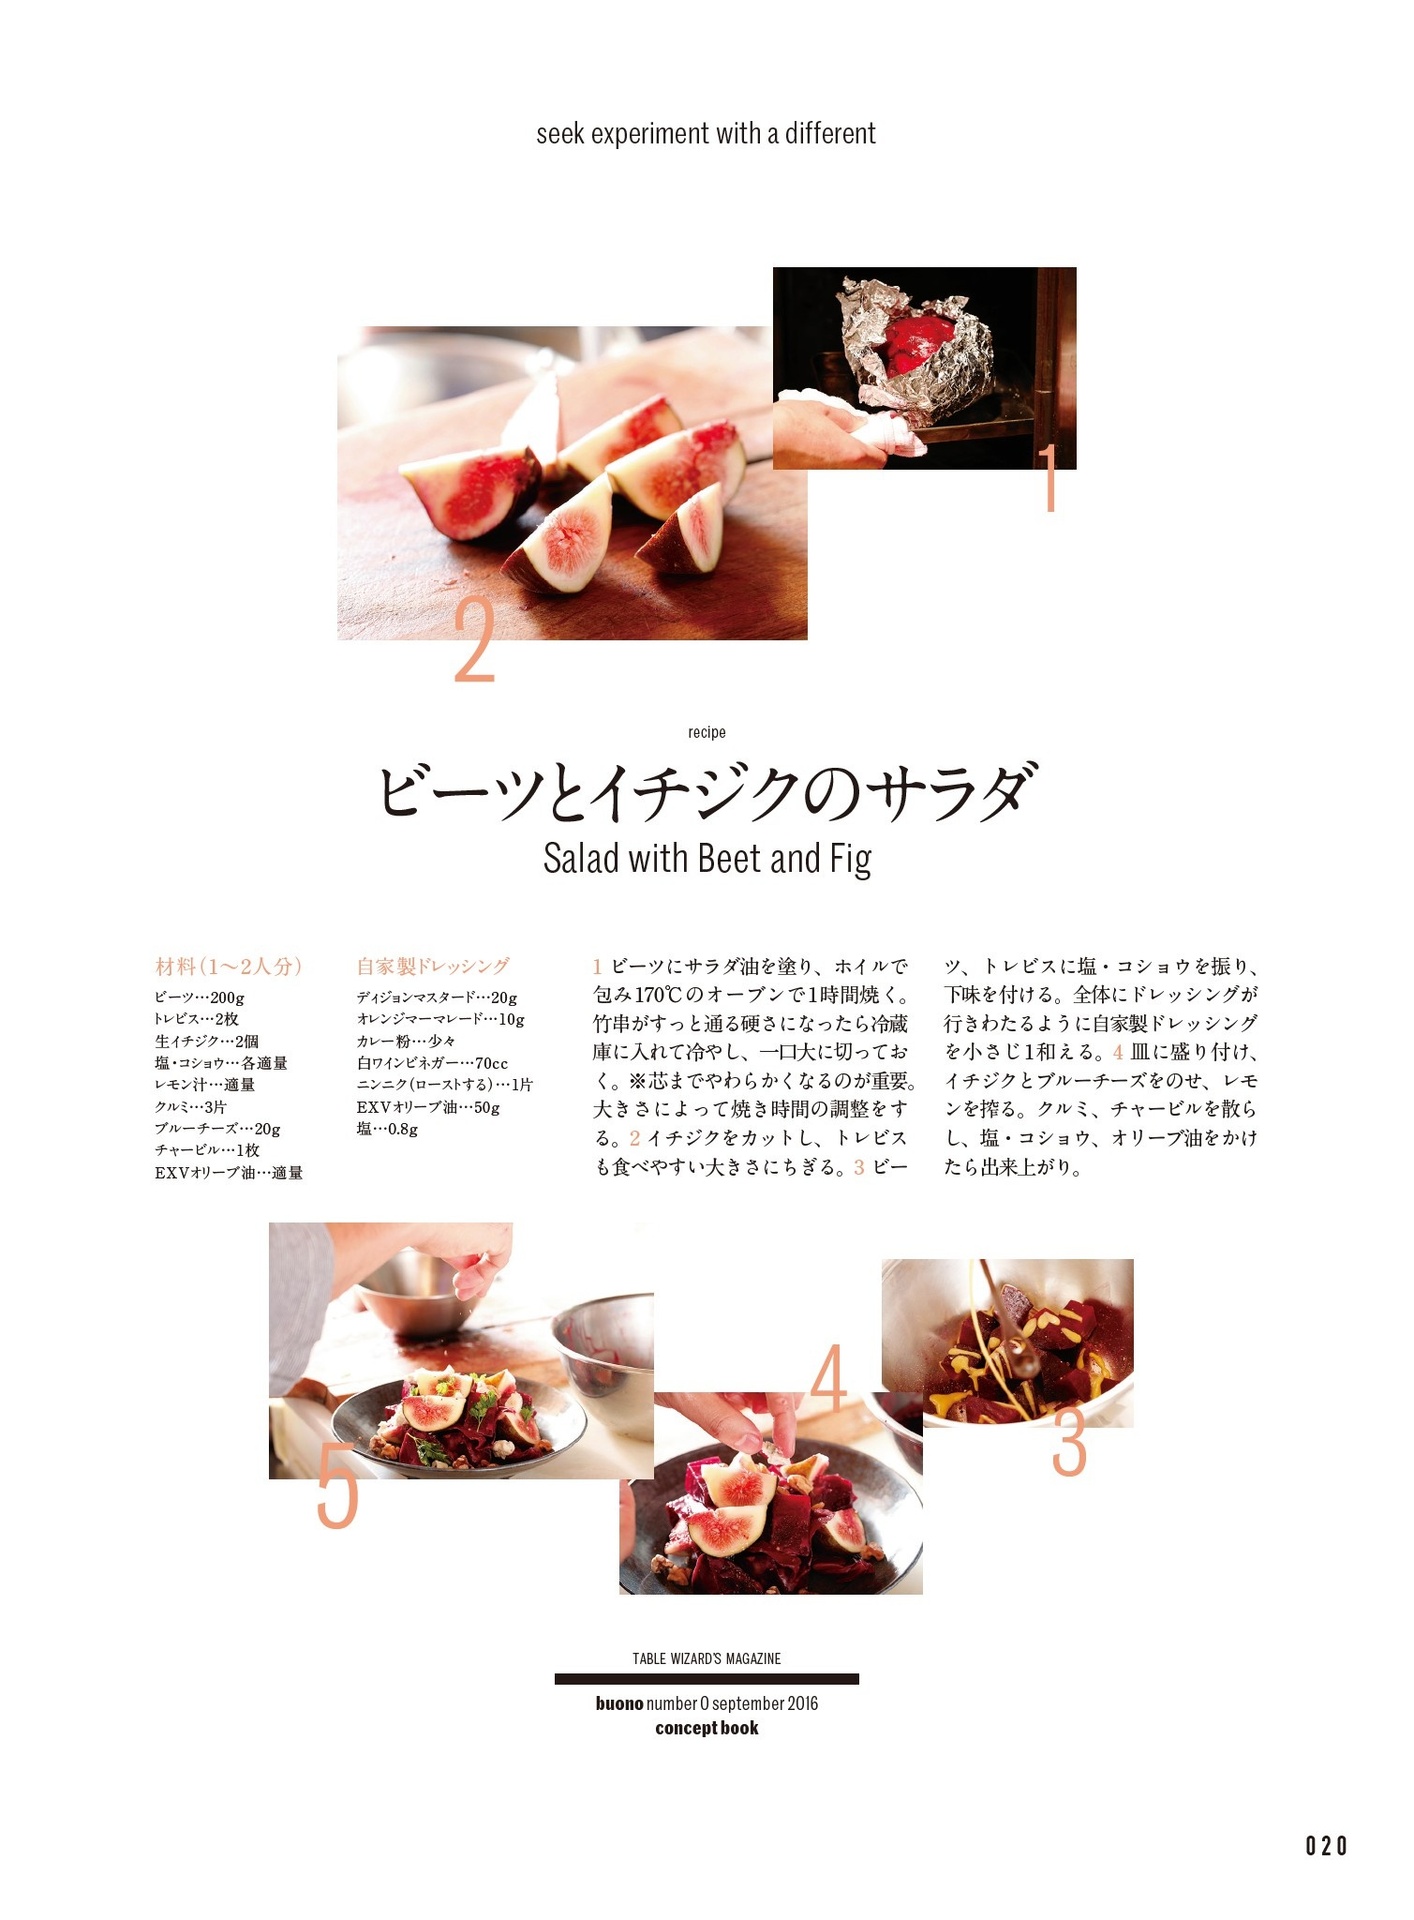 seek experiment with a different
1
2
recipe
ビーツとイチジクのサラダ
Salad with Beet and Fig
材料（1〜2人分）
ビーツ…200g
トレビス…2枚
生イチジク…2個
塩・コショウ…各適量
レモン汁…適量
クルミ…3片
ブルーチーズ…20g
チャービル…1枚
EXVオリーブ油…適量
自家製ドレッシング
ディジョンマスタード…20g
オレンジマーマレード…10g
カレー粉…少々
白ワインビネガー…70cc
ニンニク（ローストする）…1片
EXVオリーブ油…50g
塩…0.8g
1 ビーツにサラダ油を塗り、ホイルで
包み170℃のオーブンで1時間焼く。
竹串がすっと通る硬さになったら冷蔵
庫に入れて冷やし、一口大に切ってお
く。※芯までやわらかくなるのが重要。
大きさによって焼き時間の調整をす
る。2 イチジクをカットし、トレビス
も食べやすい大きさにちぎる。3 ビー
ツ、トレビスに塩・コショウを振り、
下味を付ける。全体にドレッシングが
行きわたるように自家製ドレッシング
を小さじ1和える。4 皿に盛り付け、
イチジクとブルーチーズをのせ、レモ
ンを搾る。クルミ、チャービルを散ら
し、塩・コショウ、オリーブ油をかけ
たら出来上がり。
5
4
3
TABLE WIZARD'S MAGAZINE
buono number 0 september 2016
concept book
020